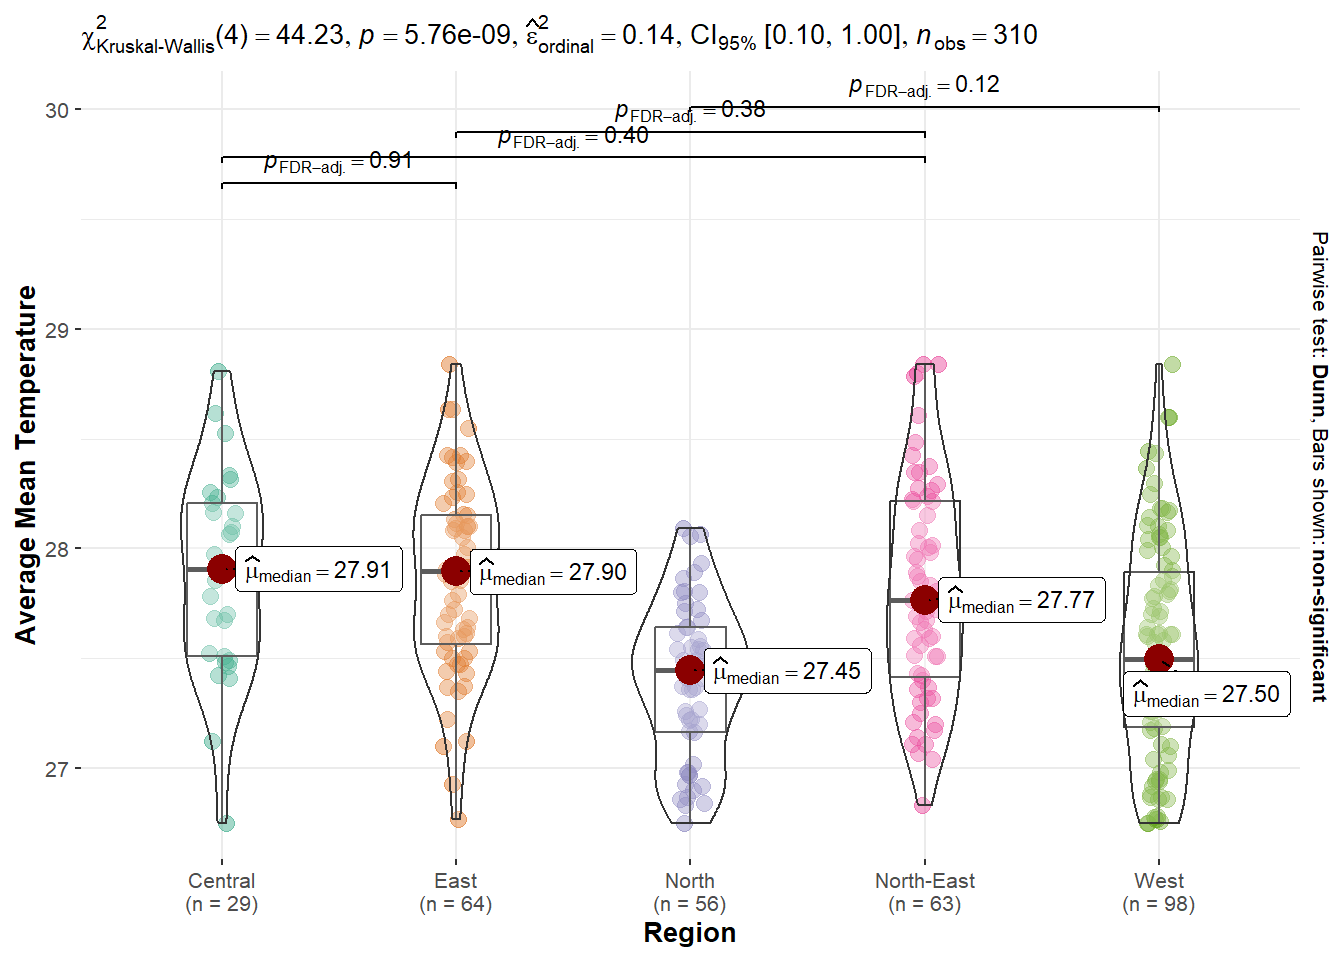 χ²Kruskal-Wallis(4) = 44.23, p = 5.76e-09, ε̂²ordinal = 0.14, CI95% [0.10, 1.00], nobs = 310
pFDR–adj. = 0.12
pFDR–adj. = 0.38
pFDR–adj. = 0.40
pFDR–adj. = 0.91
30
29
28
27
Average Mean Temperature
μ̂median = 27.91
μ̂median = 27.90
μ̂median = 27.45
μ̂median = 27.77
μ̂median = 27.50
Pairwise test: Dunn, Bars shown: non-significant
Central
(n = 29)
East
(n = 64)
North
(n = 56)
North-East
(n = 63)
West
(n = 98)
Region